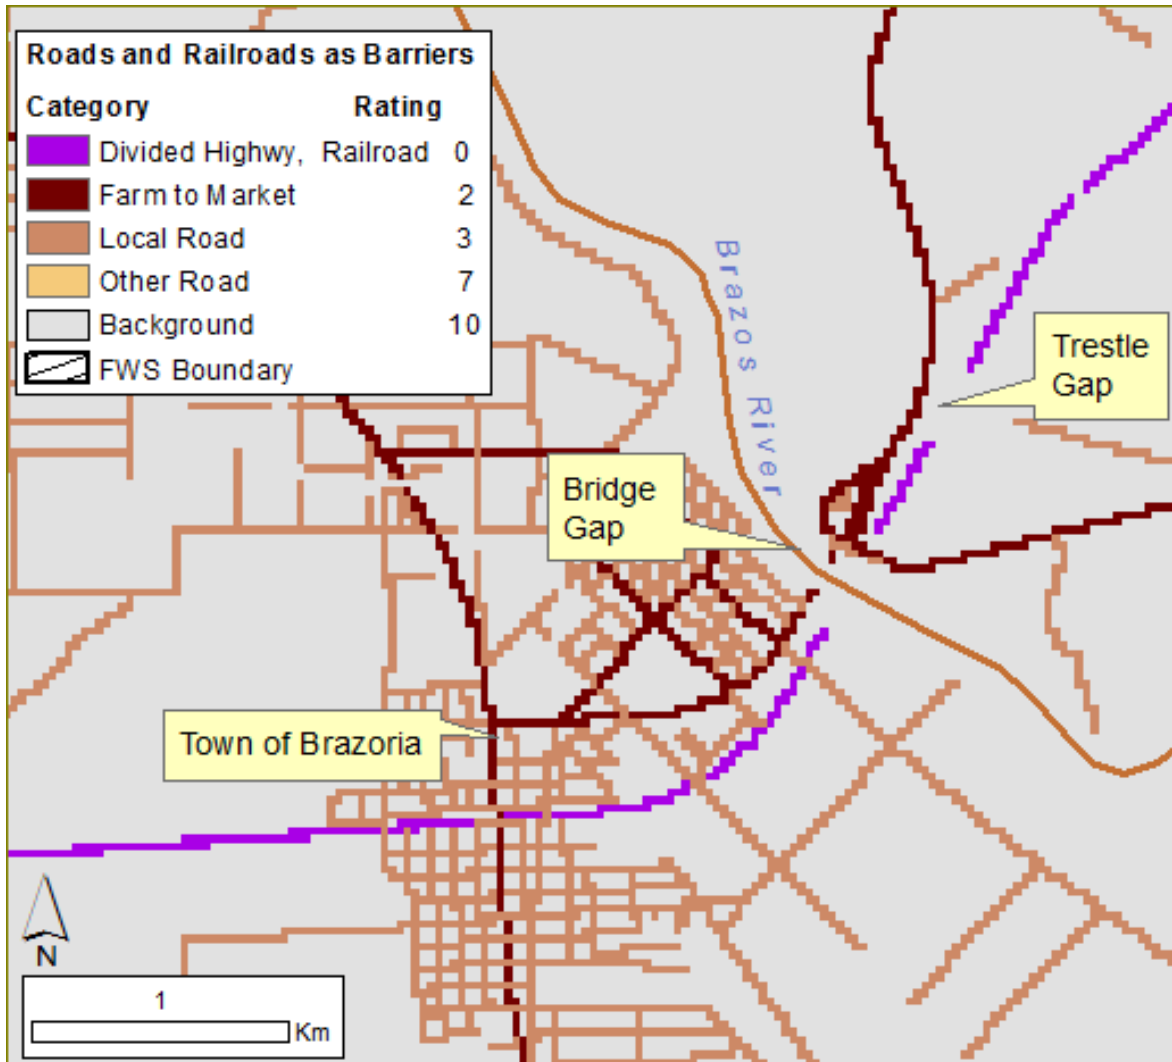 Roads and Railroads as Barriers
Category Rating
Divided Highwy, Railroad 0
Farm to Market 2
Local Road 3
Other Road 7
Background 10
FWS Boundary
Brazos River
Trestle
Gap
Bridge
Gap
Town of Brazoria
N
1
Km